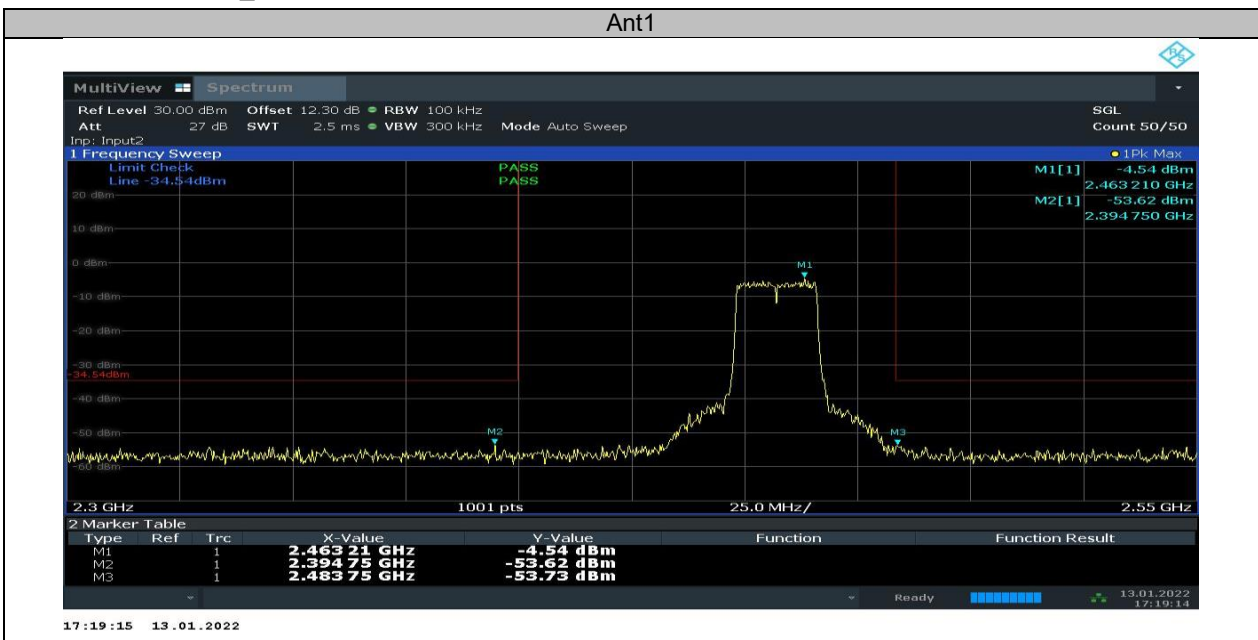 Ant1
R&S
MultiView Spectrum
Ref Level 30.00 dBm Offset 12.30 dB RBW 100 kHz SGL
Att 27 dB SWT 2.5 ms VBW 300 kHz Mode Auto Sweep Count 50/50
Inp: Input2
1 Frequency Sweep 1Pk Max
Limit Check PASS M1[1] -4.54 dBm
Line -34.54dBm PASS 2.463 210 GHz
20 dBm M2[1] -53.62 dBm
2.394 750 GHz
10 dBm
0 dBm
M1
-10 dBm
-20 dBm
-30 dBm
-34.54dBm
-40 dBm
-50 dBm
M2 M3
-60 dBm
2.3 GHz 1001 pts 25.0 MHz/ 2.55 GHz
2 Marker Table
Type Ref Trc X-Value Y-Value Function Function Result
M1 1 2.463 21 GHz -4.54 dBm
M2 1 2.394 75 GHz -53.62 dBm
M3 1 2.483 75 GHz -53.73 dBm
Ready 13.01.2022
17:19:14
17:19:15 13.01.2022